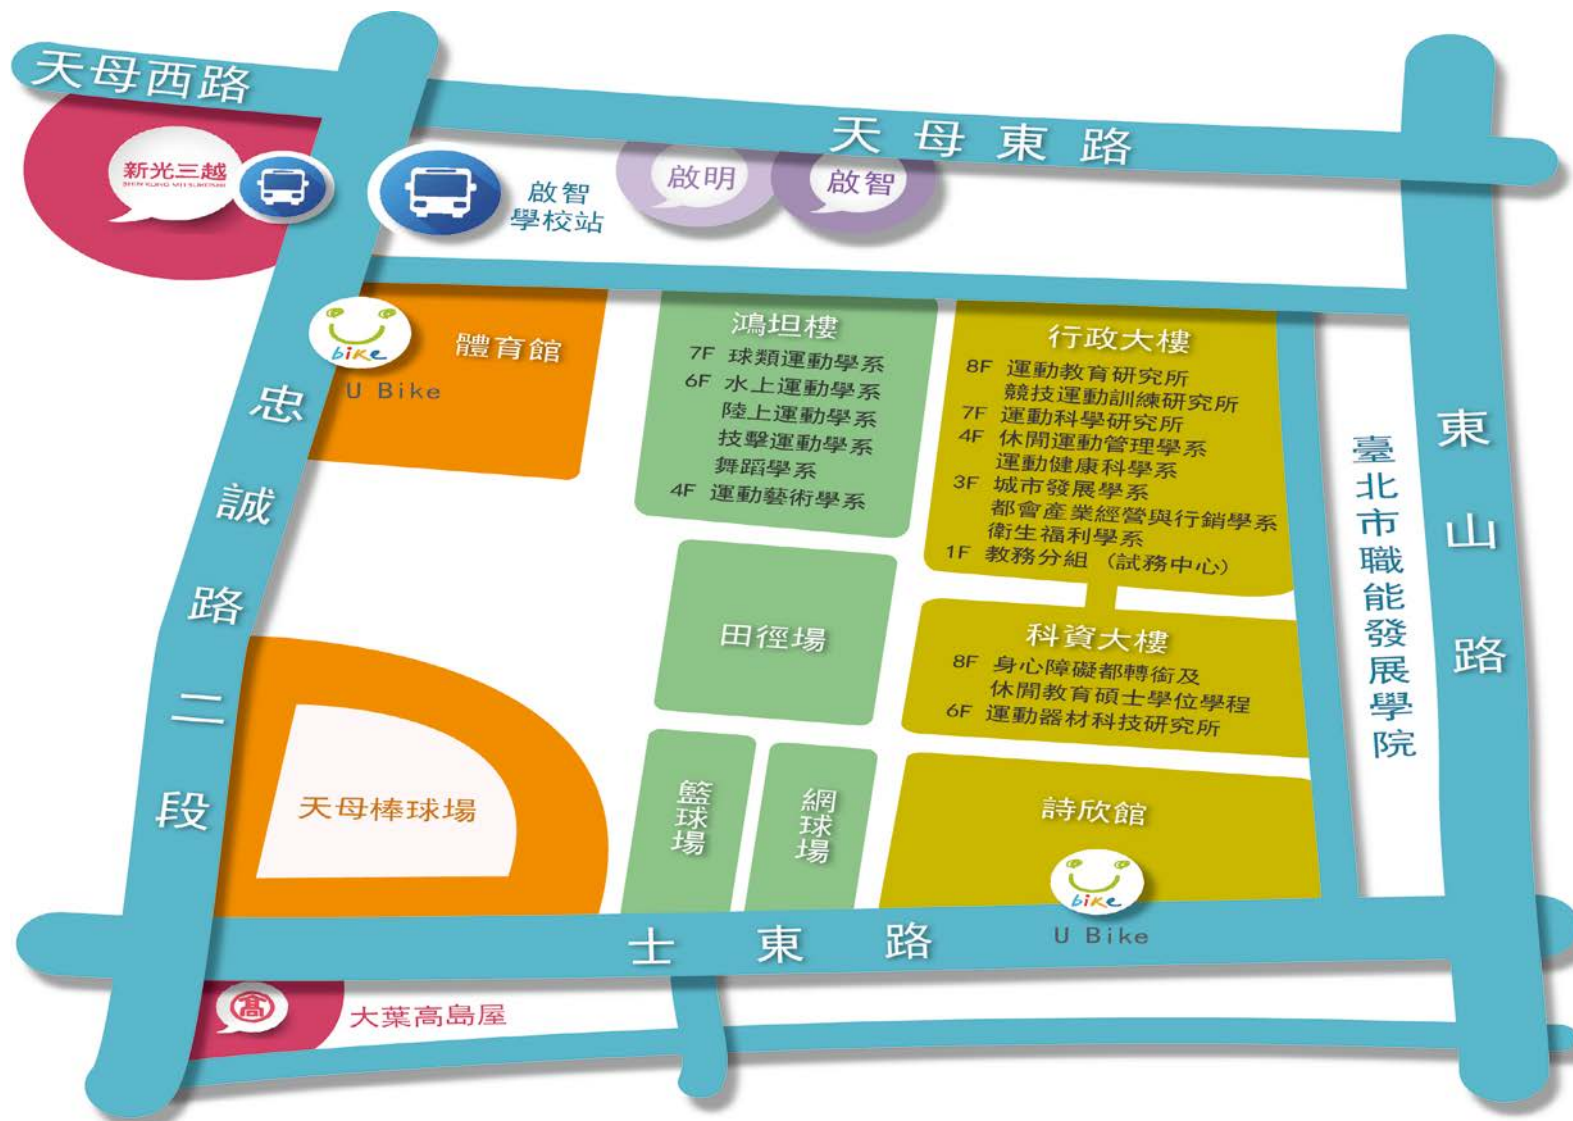 天母西路
天母東路
新光三越
SHIN KONG MITSUKOSHI
啟智
學校站
啟明
啟智
忠誠路二段
東山路
臺北市職能發展學院
bike
U Bike
體育館
鴻坦樓
7F 球類運動學系
6F 水上運動學系
陸上運動學系
技擊運動學系
舞蹈學系
4F 運動藝術學系
行政大樓
8F 運動教育研究所
競技運動訓練研究所
7F 運動科學研究所
4F 休閒運動管理學系
運動健康科學系
3F 城市發展學系
都會產業經營與行銷學系
衛生福利學系
1F 教務分組 (試務中心)
田徑場
科資大樓
8F 身心障礙都轉銜及
休閒教育碩士學位學程
6F 運動器材科技研究所
天母棒球場
籃球場
網球場
詩欣館
bike
U Bike
士東路
髙
大葉高島屋